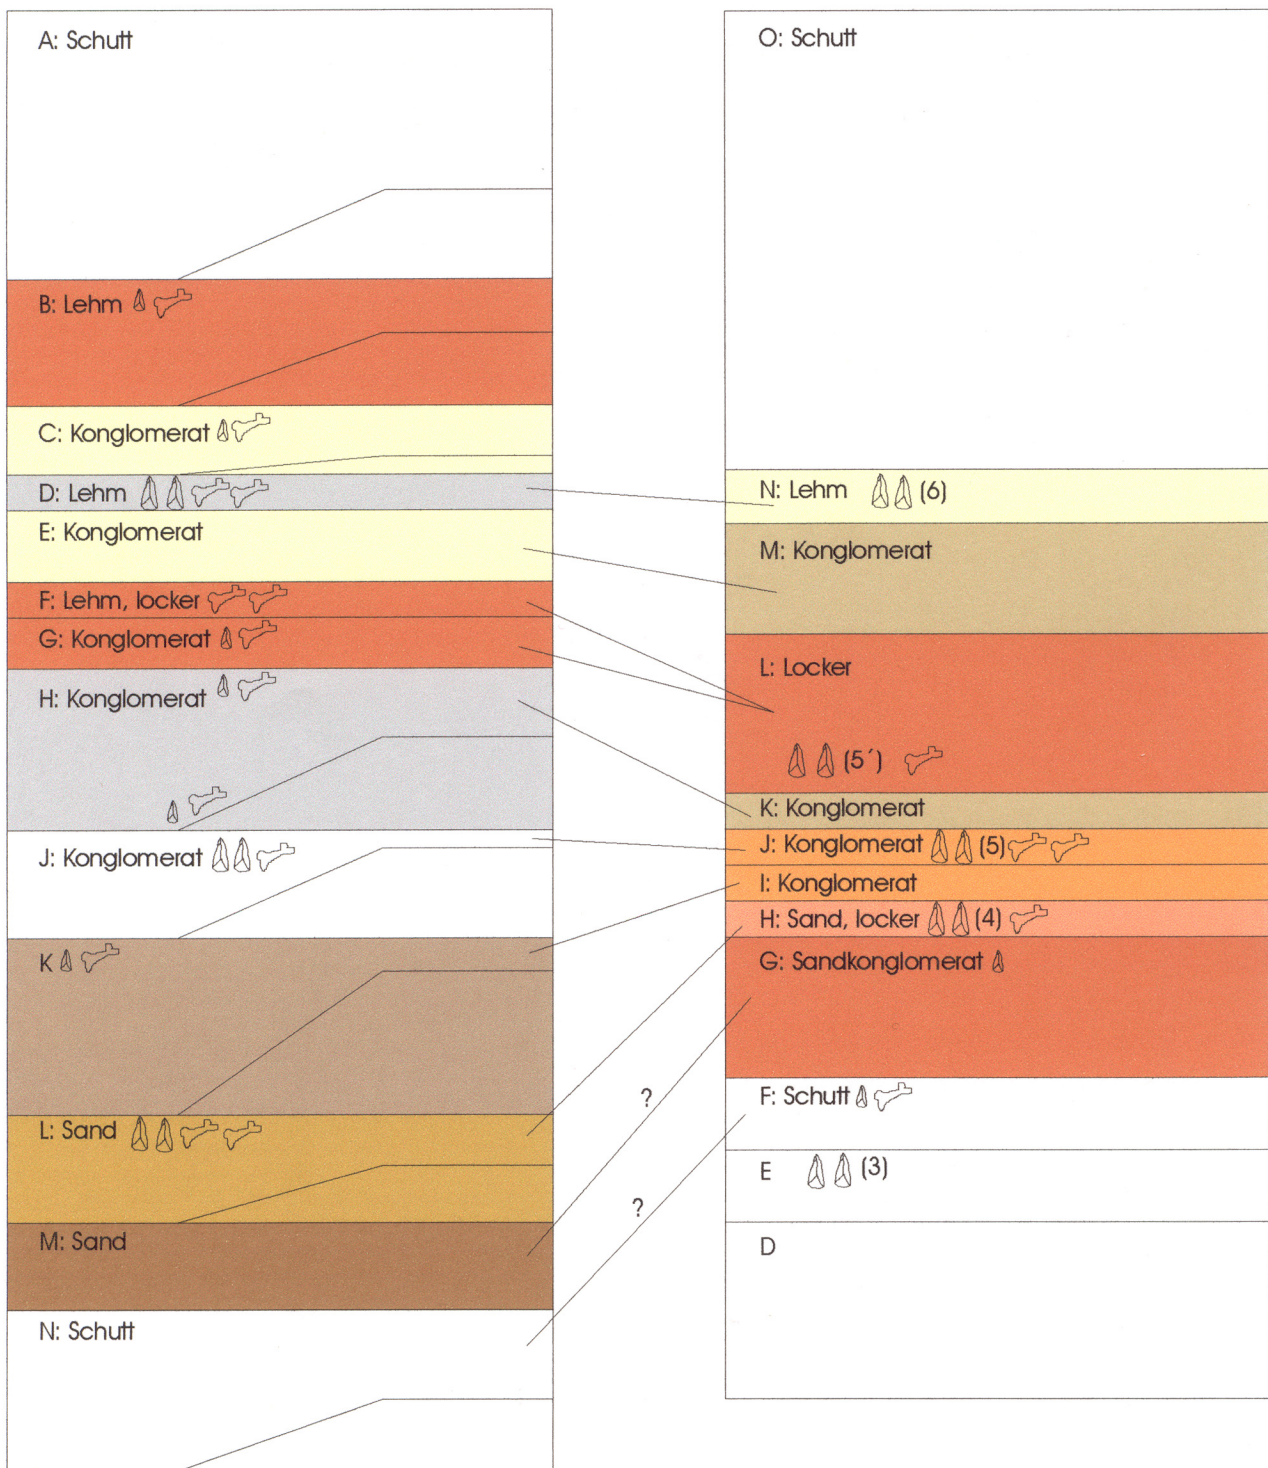 A: Schutt
B: Lehm
C: Konglomerat
D: Lehm
E: Konglomerat
F: Lehm, locker
G: Konglomerat
H: Konglomerat
J: Konglomerat
K
L: Sand
M: Sand
N: Schutt
?
?
O: Schutt
N: Lehm (6)
M: Konglomerat
L: Locker
(5´)
K: Konglomerat
J: Konglomerat (5)
I: Konglomerat
H: Sand, locker (4)
G: Sandkonglomerat
F: Schutt
E (3)
D